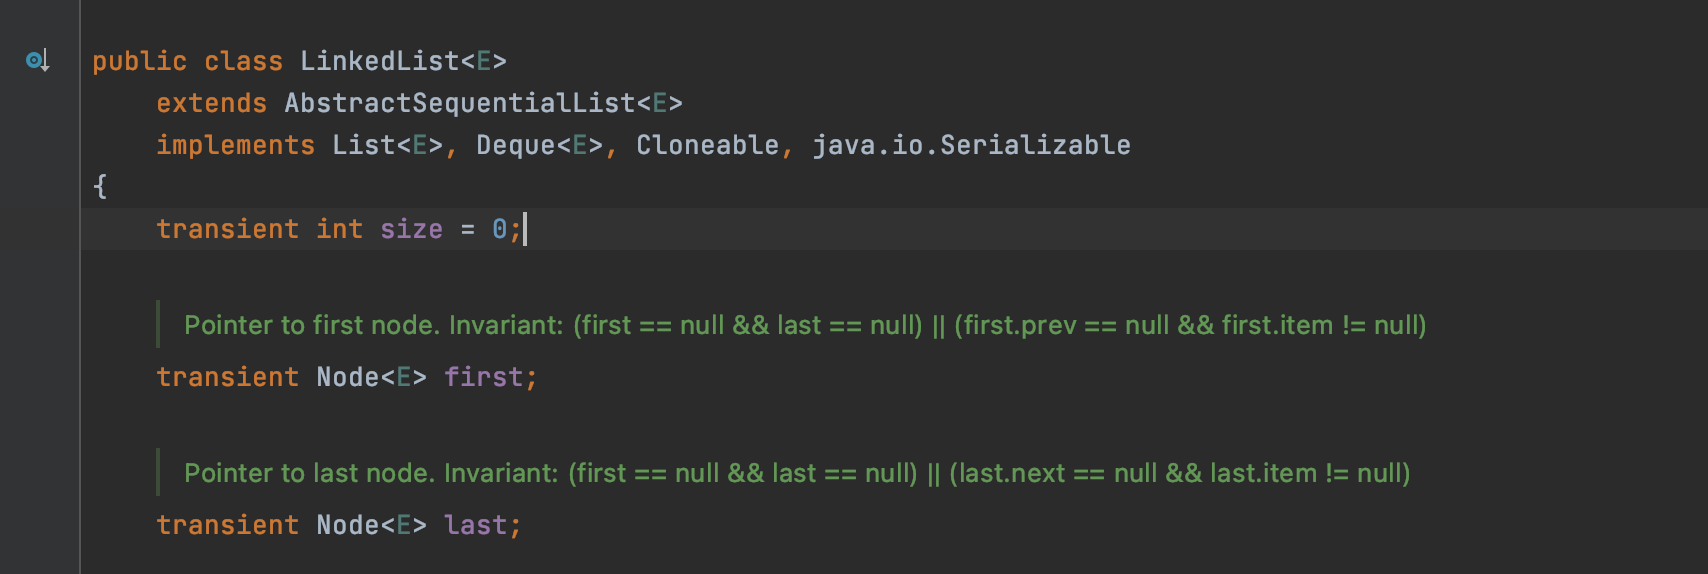 public class LinkedList<E>
extends AbstractSequentialList<E>
implements List<E>, Deque<E>, Cloneable, java.io.Serializable
{
transient int size = 0;
Pointer to first node. Invariant: (first == null && last == null) || (first.prev == null && first.item != null)
transient Node<E> first;
Pointer to last node. Invariant: (first == null && last == null) || (last.next == null && last.item != null)
transient Node<E> last;